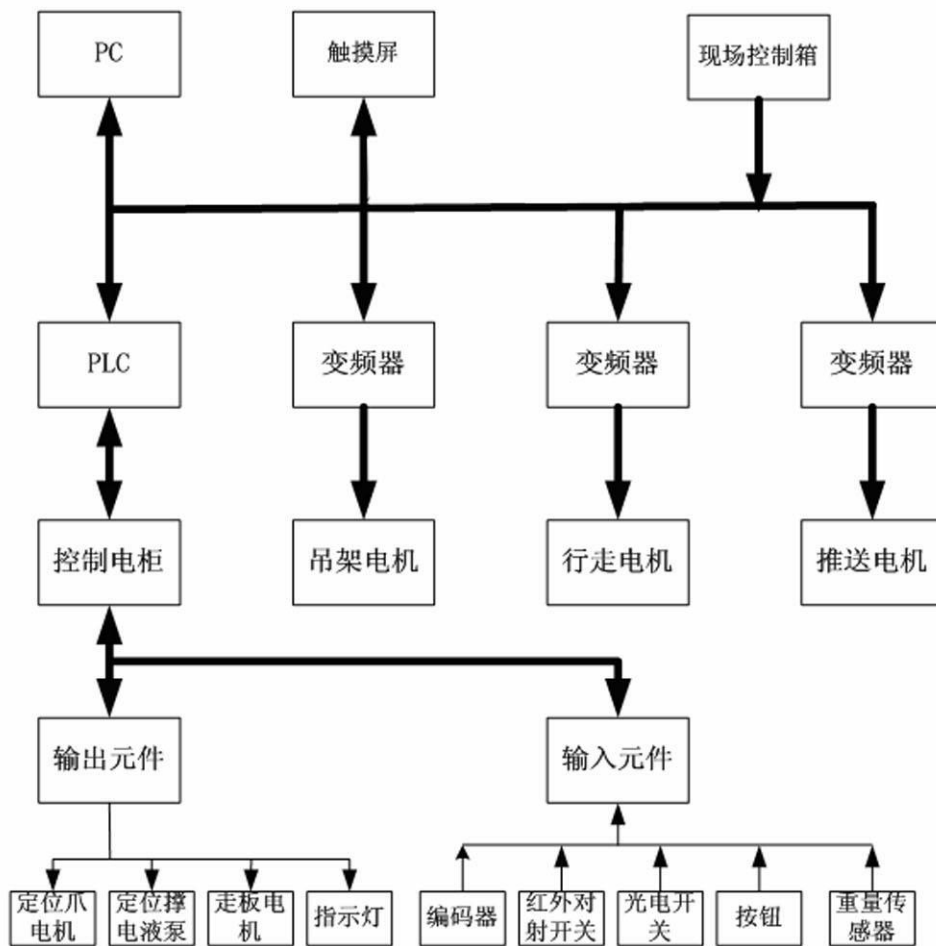 PC
触摸屏
现场控制箱
PLC
变频器
变频器
变频器
控制电柜
吊架电机
行走电机
推送电机
输出元件
输入元件
定位爪
电机
定位撑
电液泵
走板电
机
指示灯
编码器
红外对
射开关
光电开
关
按钮
重量传
感器